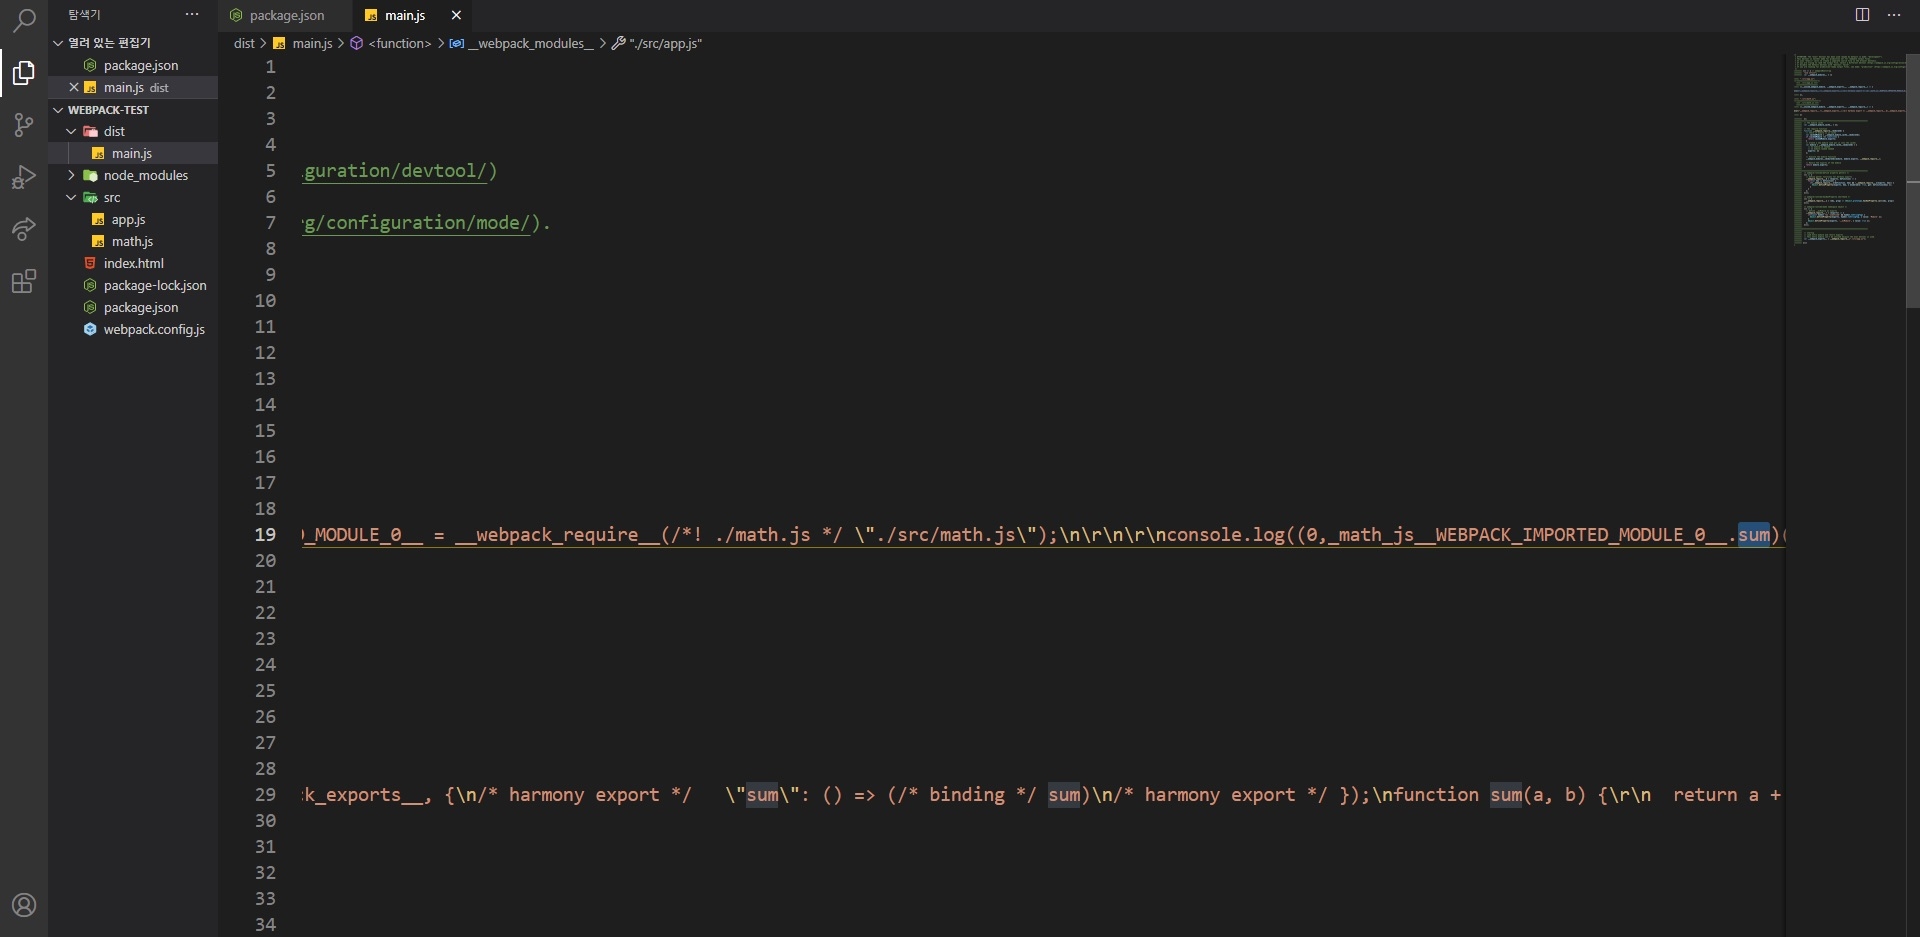 탐색기 ···
열려 있는 편집기
package.json
main.js dist
WEBPACK-TEST
dist
main.js
node_modules
src
app.js
math.js
index.html
package-lock.json
package.json
webpack.config.js
package.json
main.js
dist > main.js > <function> > __webpack_modules__ > "./src/app.js"
1
2
3
4
5 guration/devtool/)
6
7 g/configuration/mode/).
8
9
10
11
12
13
14
15
16
17
18
19 _MODULE_0__ = __webpack_require__(/*! ./math.js */ \"./src/math.js\");\n\r\n\r\nconsole.log((0,_math_js__WEBPACK_IMPORTED_MODULE_0__.sum)(
20
21
22
23
24
25
26
27
28
29 k_exports__, {\n/* harmony export */   \"sum\": () => (/* binding */ sum)\n/* harmony export */ });\nfunction sum(a, b) {\r\n  return a +
30
31
32
33
34